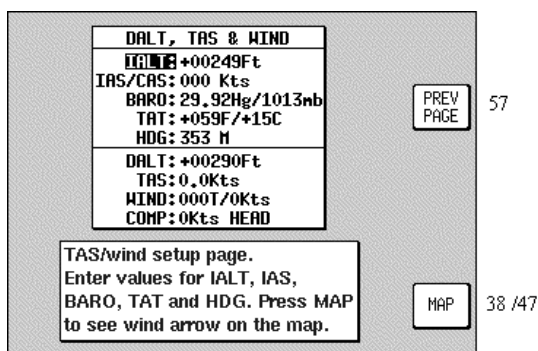 DALT, TAS & WIND
IALT: +00249Ft
IAS/CAS: 000 Kts
BARO: 29.92Hg/1013mb
TAT: +059F/+15C
HDG: 353 M
DALT: +00290Ft
TAS: 0.0Kts
WIND: 000T/0Kts
COMP: 0Kts HEAD
PREV
PAGE
57
TAS/wind setup page.
Enter values for IALT, IAS,
BARO, TAT and HDG. Press MAP
to see wind arrow on the map.
MAP
38 /47